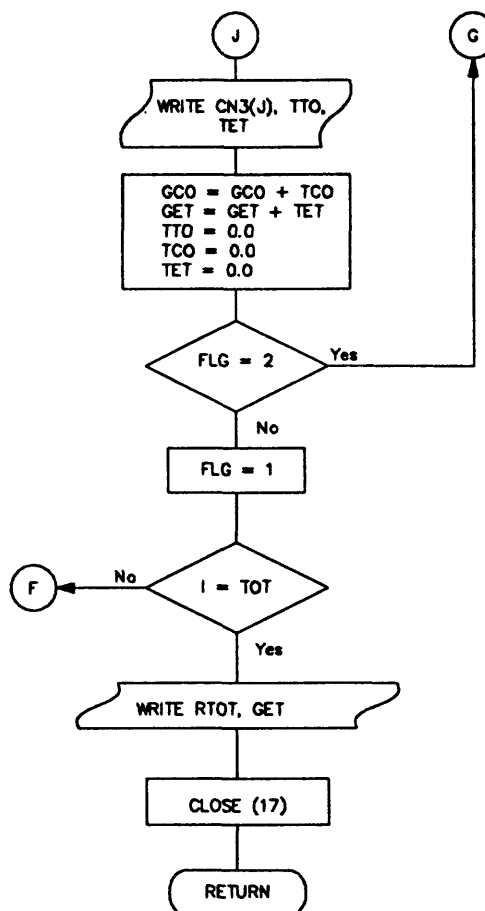 J
G
WRITE CN3(J), TTO,
TET
GCO = GCO + TCO
GET = GET + TET
TTO = 0.0
TCO = 0.0
TET = 0.0
FLG = 2
Yes
No
FLG = 1
F
No
I = TOT
Yes
WRITE RTOT, GET
CLOSE (17)
RETURN